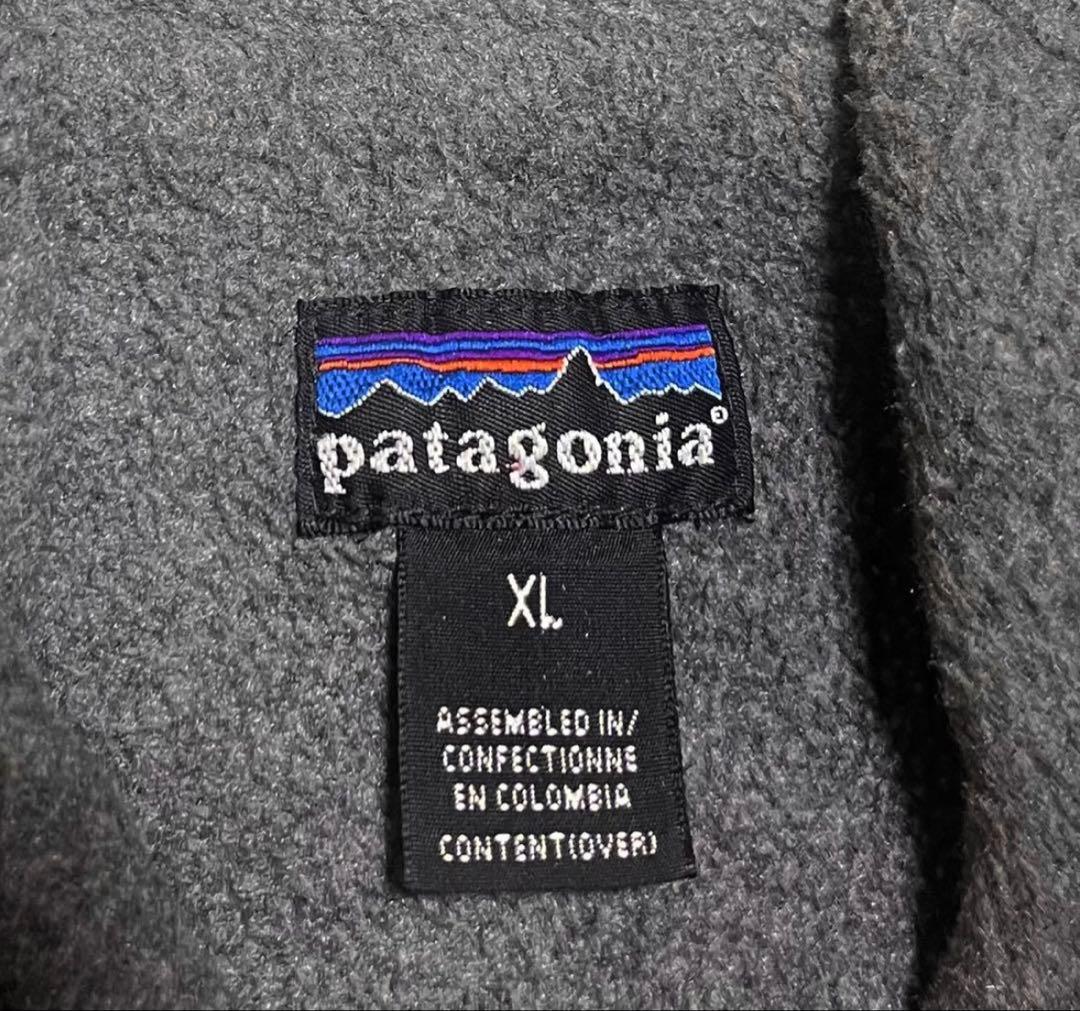 patagonia®
XL
ASSEMBLED IN/
CONFECTIONNE
EN COLOMBIA
CONTENT(OVER)